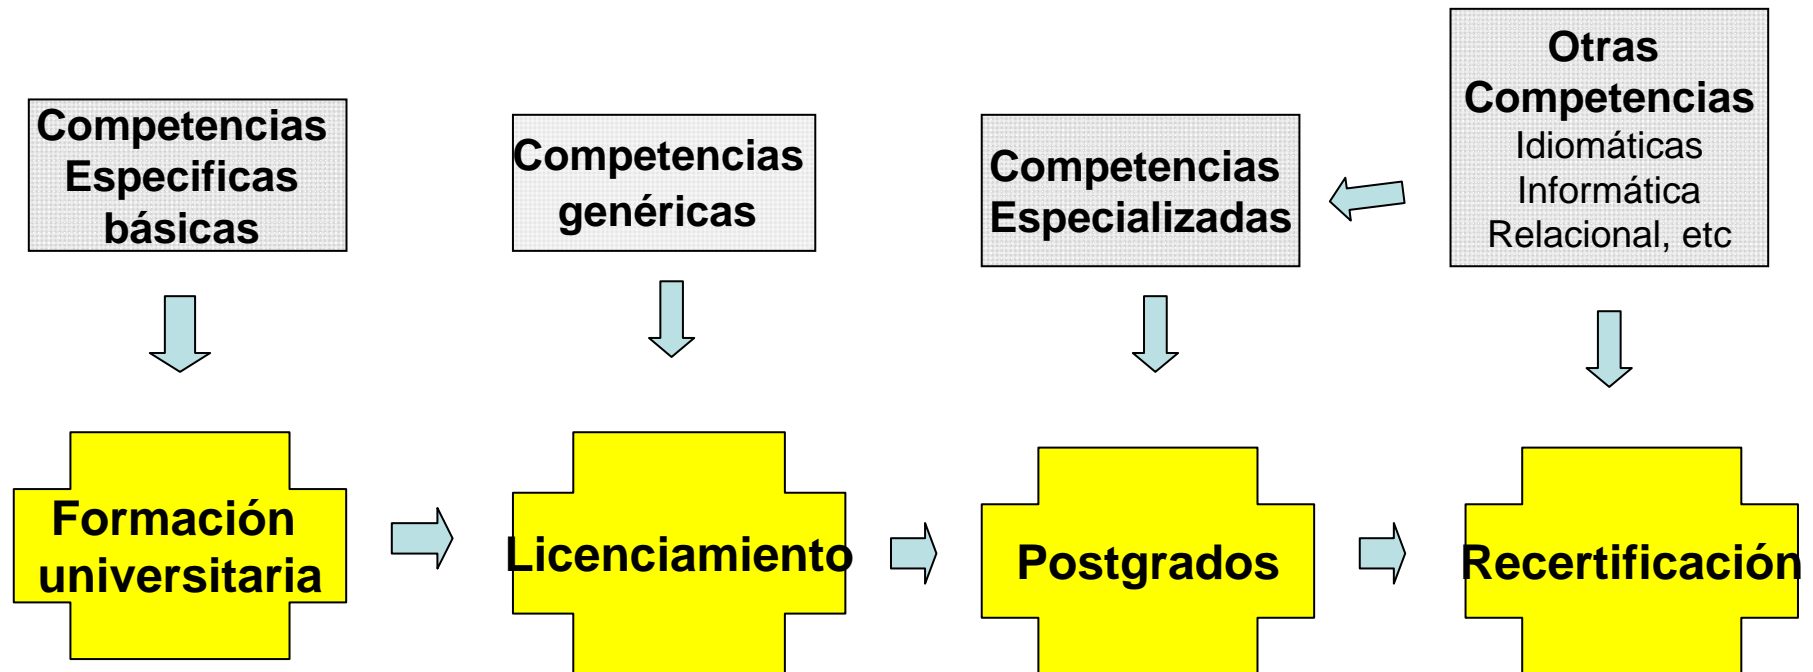 Competencias
Especificas
básicas
Competencias
genéricas
Competencias
Especializadas
Otras
Competencias
Idiomáticas
Informática
Relacional, etc
Formación
universitaria
Licenciamiento
Postgrados
Recertificación